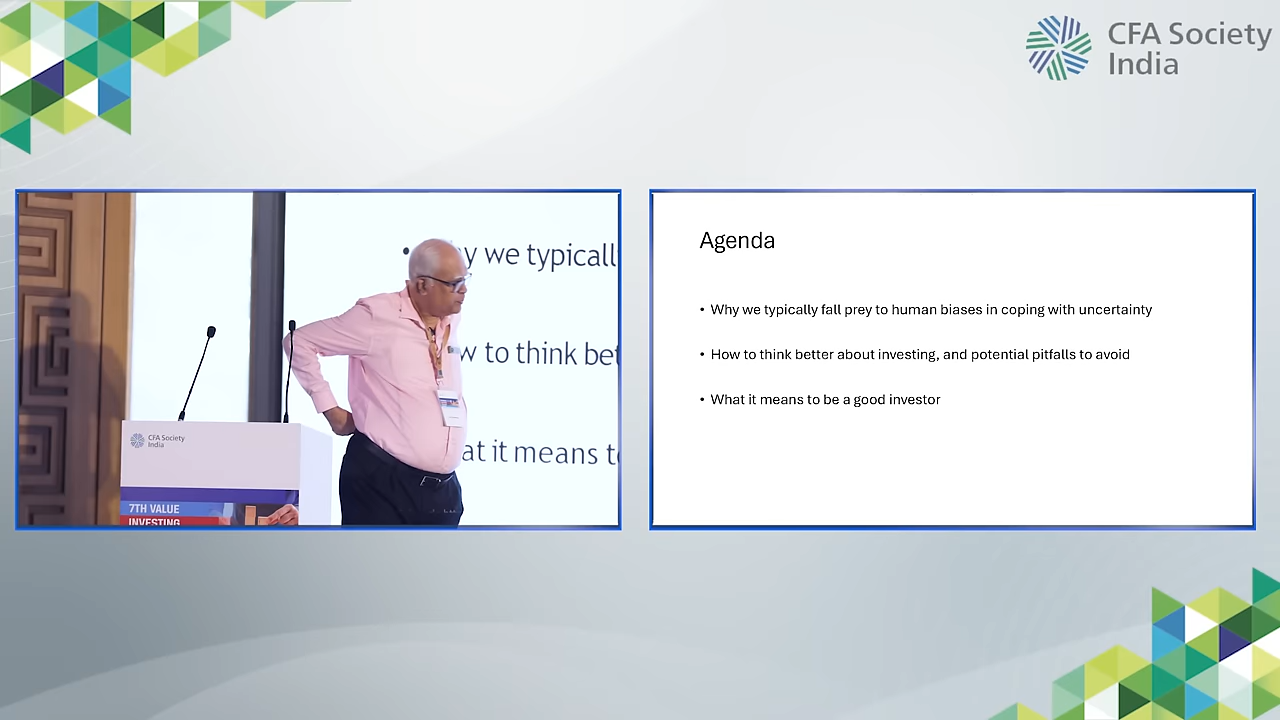 CFA Society
India
y we typicall
w to think bet
at it means to
CFA Society
India
7TH VALUE
INVESTING
Agenda
• Why we typically fall prey to human biases in coping with uncertainty
• How to think better about investing, and potential pitfalls to avoid
• What it means to be a good investor